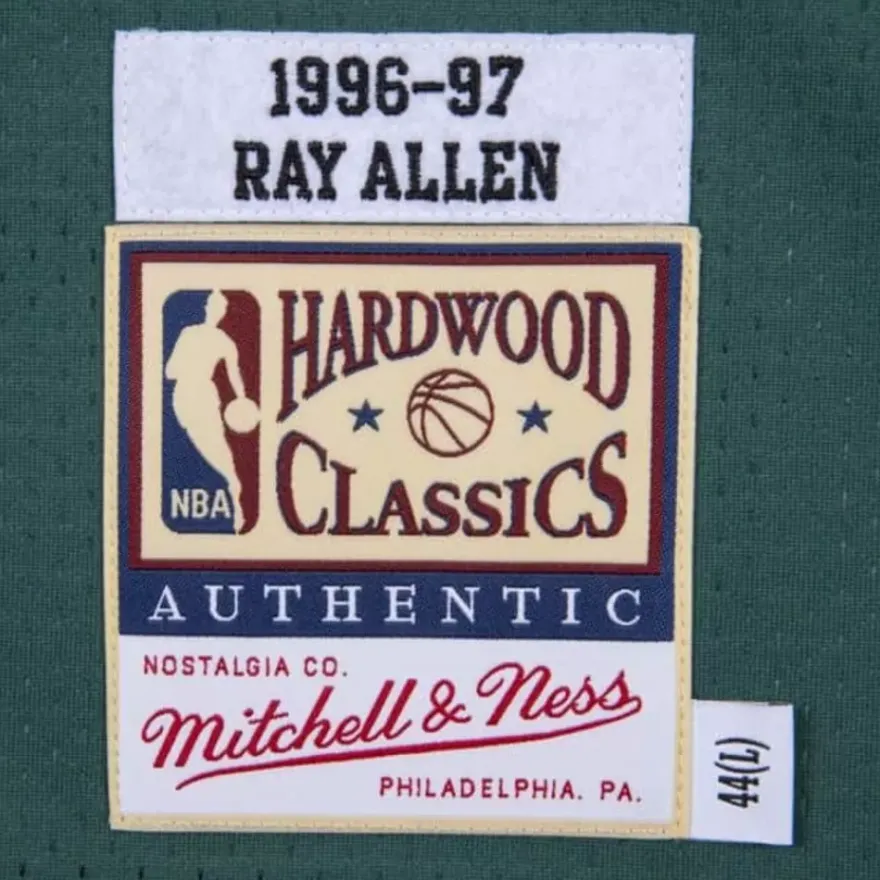 1996-97
RAY ALLEN
HARDWOOD
CLASSICS
NBA
AUTHENTIC
NOSTALGIA CO.
Mitchell & Ness
PHILADELPHIA. PA.
44(L)